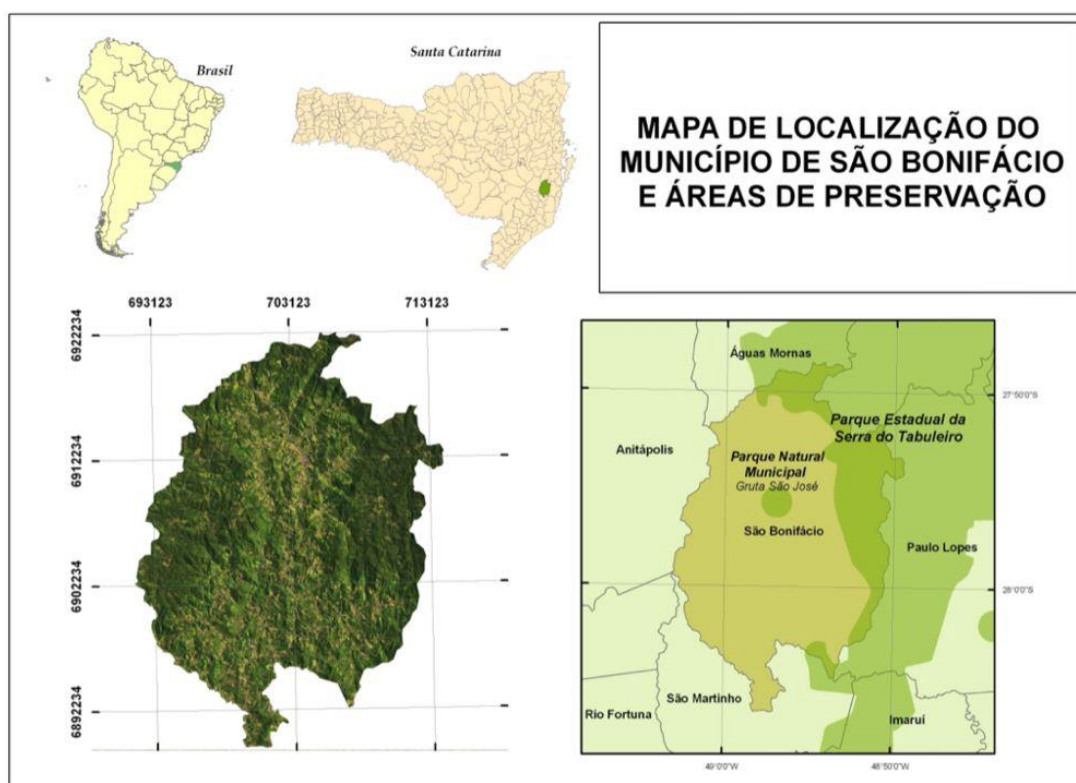 Brasil
Santa Catarina
MAPA DE LOCALIZAÇÃO DO
MUNICÍPIO DE SÃO BONIFÁCIO
E ÁREAS DE PRESERVAÇÃO
693123
703123
713123
6922234
6912234
6902234
6892234
Águas Mornas
27°50'0"S
Parque Estadual da
Serra do Tabuleiro
Anitápolis
Parque Natural
Municipal
Gruta São José
São Bonifácio
Paulo Lopes
28°0'0"S
São Martinho
Rio Fortuna
Imaruí
49°0'0"W
48°50'0"W